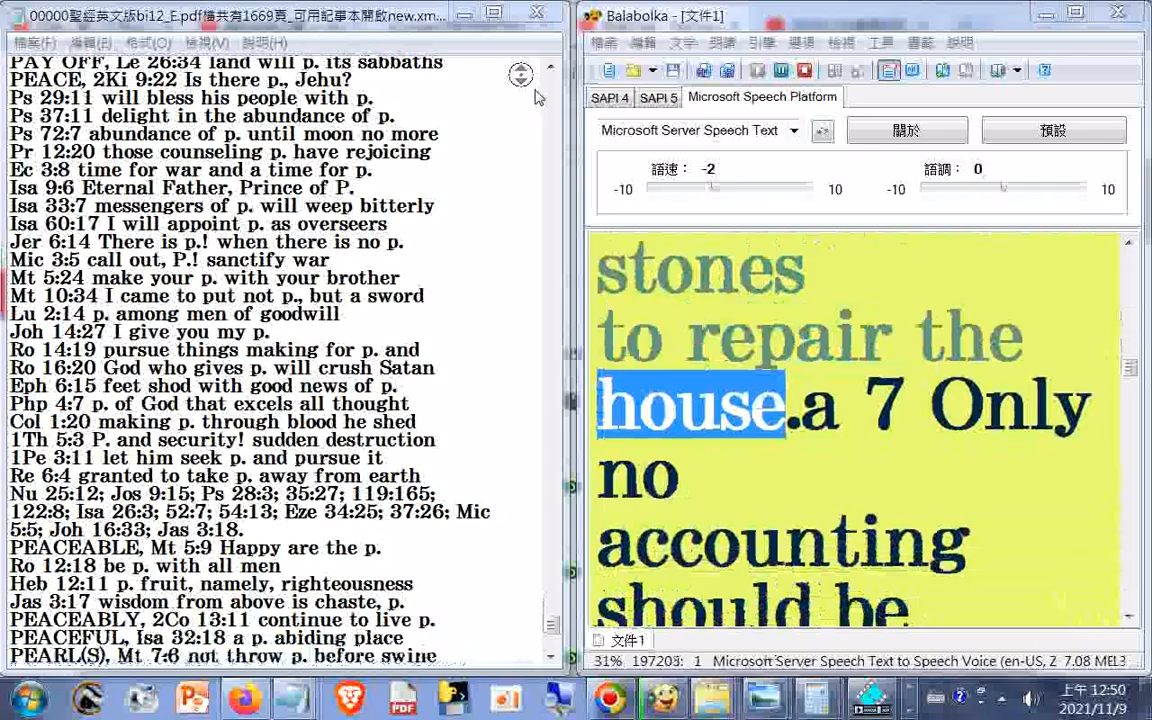 00000聖經英文版bi12_E.pdf檔共有1669頁_可用記事本開啟new.xm...
檔案(F) 編輯(E) 格式(O) 檢視(V) 說明(H)
PAY OFF, Le 26:34 land will p. its sabbaths
PEACE, 2Ki 9:22 Is there p., Jehu?
Ps 29:11 will bless his people with p.
Ps 37:11 delight in the abundance of p.
Ps 72:7 abundance of p. until moon no more
Pr 12:20 those counseling p. have rejoicing
Ec 3:8 time for war and a time for p.
Isa 9:6 Eternal Father, Prince of P.
Isa 33:7 messengers of p. will weep bitterly
Isa 60:17 I will appoint p. as overseers
Jer 6:14 There is p.! when there is no p.
Mic 3:5 call out, P.! sanctify war
Mt 5:24 make your p. with your brother
Mt 10:34 I came to put not p., but a sword
Lu 2:14 p. among men of goodwill
Joh 14:27 I give you my p.
Ro 14:19 pursue things making for p. and
Ro 16:20 God who gives p. will crush Satan
Eph 6:15 feet shod with good news of p.
Php 4:7 p. of God that excels all thought
Col 1:20 making p. through blood he shed
1Th 5:3 P. and security! sudden destruction
1Pe 3:11 let him seek p. and pursue it
Re 6:4 granted to take p. away from earth
Nu 25:12; Jos 9:15; Ps 28:3; 35:27; 119:165;
122:8; Isa 26:3; 52:7; 54:13; Eze 34:25; 37:26; Mic
5:5; Joh 16:33; Jas 3:18.
PEACEABLE, Mt 5:9 Happy are the p.
Ro 12:18 be p. with all men
Heb 12:11 p. fruit, namely, righteousness
Jas 3:17 wisdom from above is chaste, p.
PEACEABLY, 2Co 13:11 continue to live p.
PEACEFUL, Isa 32:18 a p. abiding place
PEARL(S), Mt 7:6 not throw p. before swine
Balabolka - [文件1]
檔案 編輯 文字 朗讀 引擎 選項 檢視 工具 書籤 說明
SAPI 4 SAPI 5 Microsoft Speech Platform
Microsoft Server Speech Text 關於 預設
語速： -2 語調： 0
-10 10 -10 10
stones
to repair the
house.a 7 Only
no
accounting
should be
文件1
31% 197203: 1 Microsoft Server Speech Text to Speech Voice (en-US, Z 7.08 MEL3
PDF
上午 12:50
2021/11/9